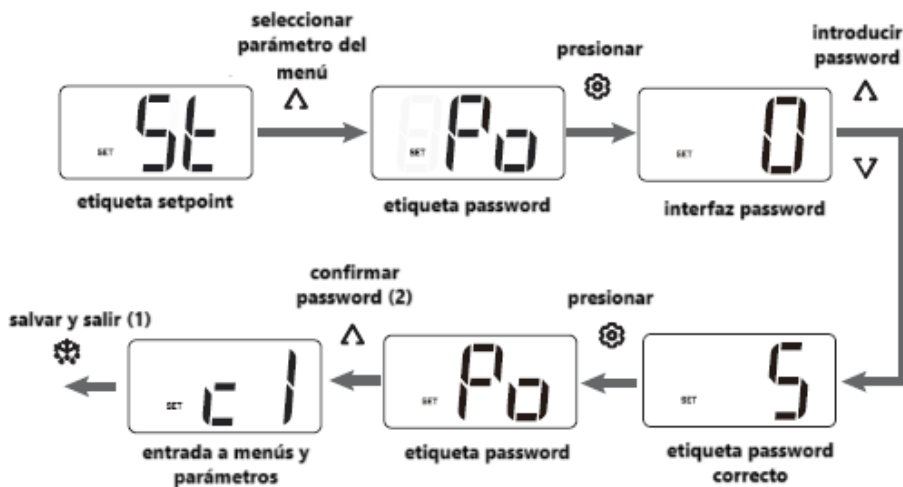 seleccionar
parámetro del
menú
presionar
introducir
password
SET St
SET Po
SET 0
etiqueta setpoint
etiqueta password
interfaz password
confirmar
password (2)
presionar
salvar y salir (1)
SET c1
SET Po
SET 5
entrada a menús y
parámetros
etiqueta password
etiqueta password
correcto